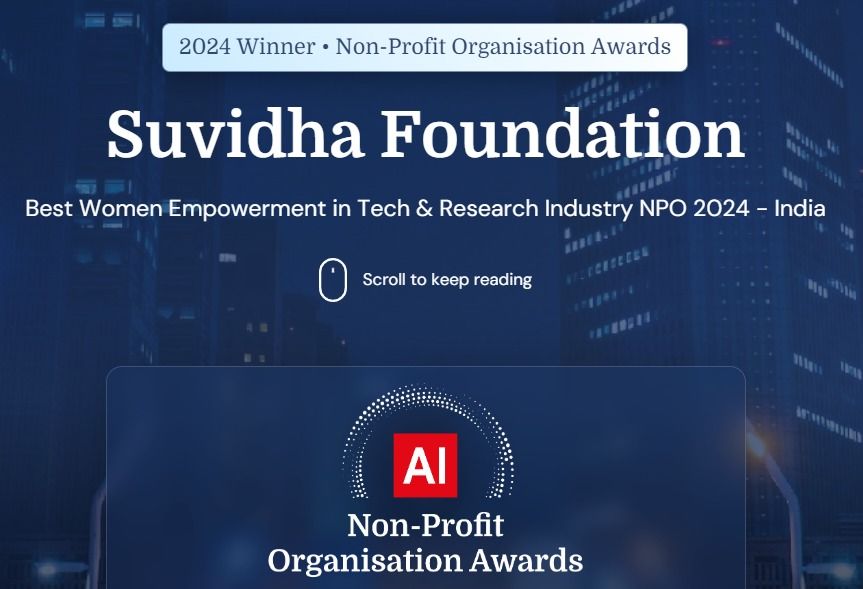 2024 Winner • Non-Profit Organisation Awards
Suvidha Foundation
Best Women Empowerment in Tech & Research Industry NPO 2024 - India
Scroll to keep reading
AI
Non-Profit
Organisation Awards